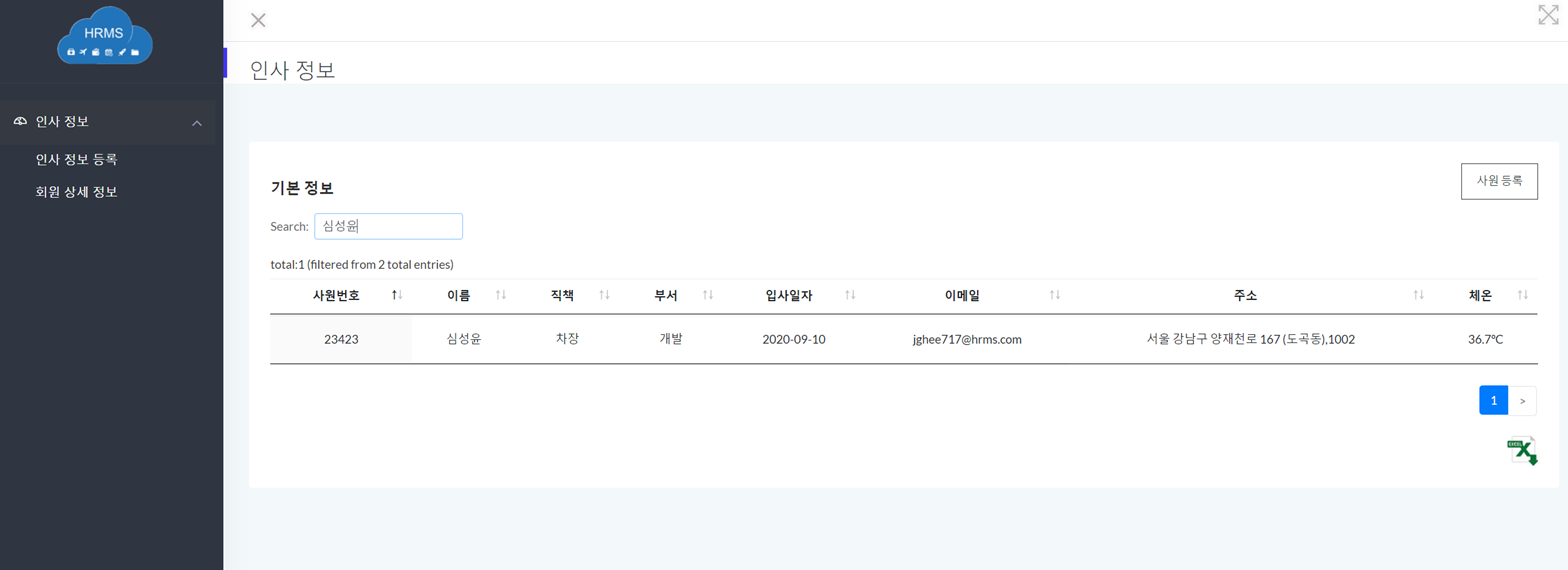 HRMS
인사 정보
인사 정보 등록
회원 상세 정보
인사 정보
기본 정보
사원 등록
Search: 심성윤
total:1 (filtered from 2 total entries)
사원번호 이름 직책 부서 입사일자 이메일 주소 체온
23423 심성윤 차장 개발 2020-09-10 jghee717@hrms.com 서울 강남구 양재천로 167 (도곡동),1002 36.7℃
1 >
EXCEL